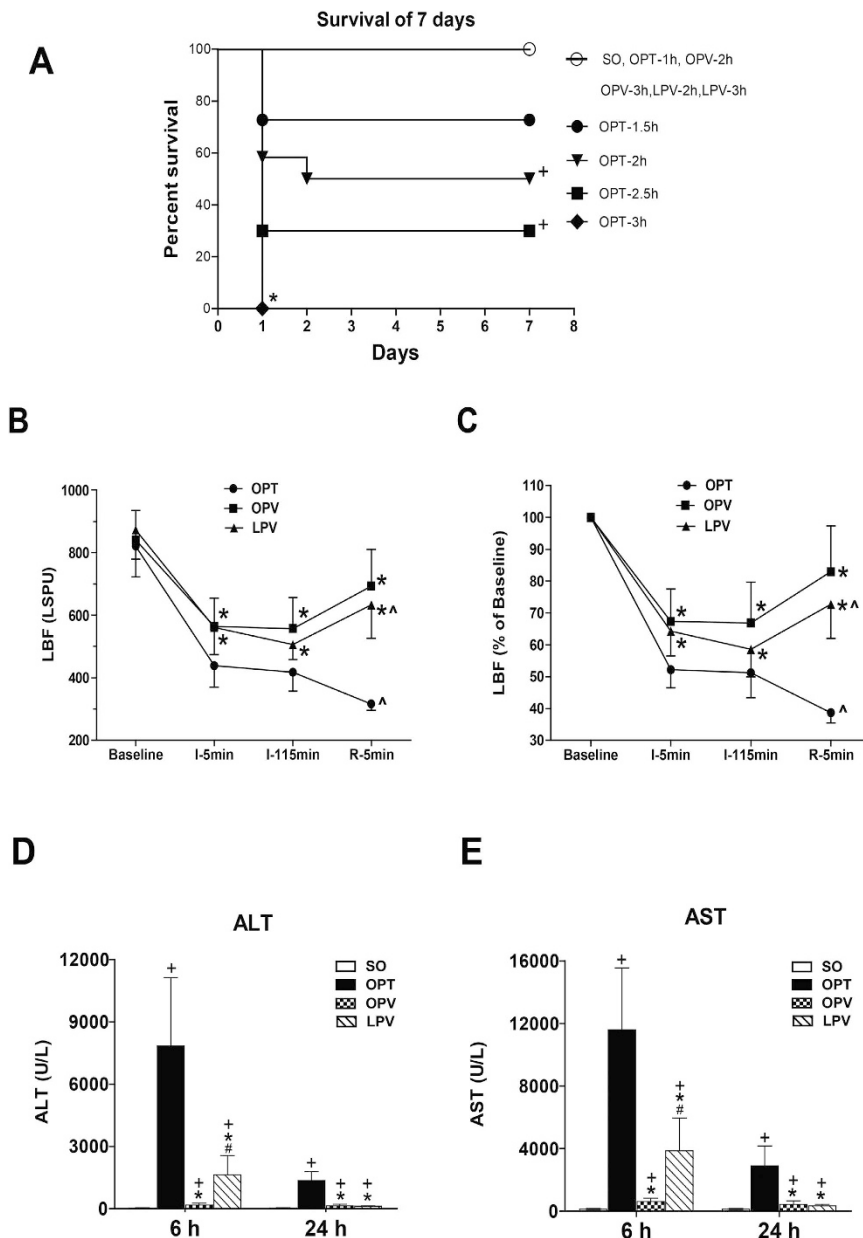 Survival of 7 days
A
Percent survival
100
80
60
40
20
0
*
+
+
0 1 2 3 4 5 6 7 8
Days
SO, OPT-1h, OPV-2h
OPV-3h,LPV-2h,LPV-3h
OPT-1.5h
OPT-2h
OPT-2.5h
OPT-3h
B
LBF (LSPU)
1000
800
600
400
200
OPT
OPV
LPV
* * *
* * *^
^
Baseline I-5min I-115min R-5min
C
LBF (% of Baseline)
110
100
90
80
70
60
50
40
30
OPT
OPV
LPV
* * *
* * *^
^
Baseline I-5min I-115min R-5min
D
ALT
ALT (U/L)
12000
9000
6000
3000
0
SO
OPT
OPV
LPV
+
+
*
+
*
#
+
+
*
+
*
6 h 24 h
E
AST
AST (U/L)
16000
12000
8000
4000
0
SO
OPT
OPV
LPV
+
+
*
+
*
#
+
+
*
+
*
6 h 24 h